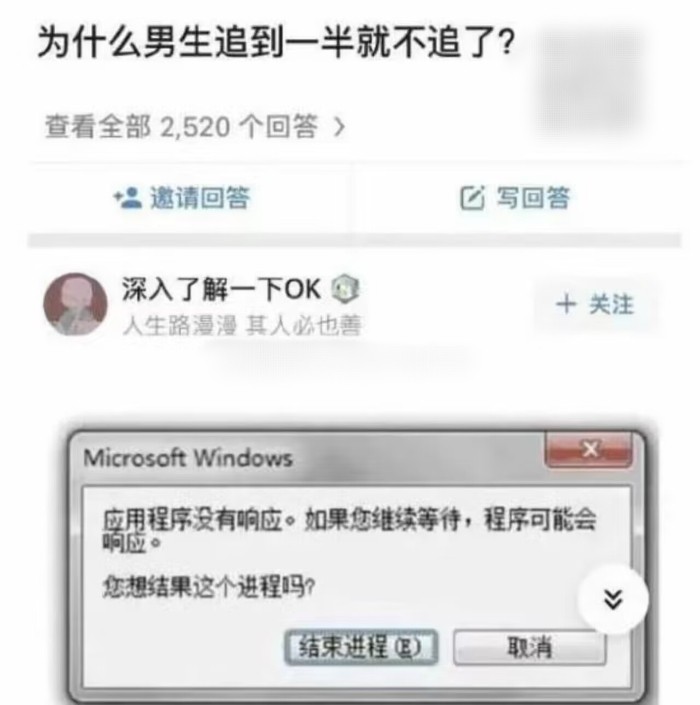 为什么男生追到一半就不追了?
查看全部 2,520 个回答 >
邀请回答
写回答
深入了解一下OK
人生路漫漫 其人必也善
+ 关注
Microsoft Windows
应用程序没有响应。如果您继续等待，程序可能会
响应。
您想结果这个进程吗?
结束进程(E)
取消